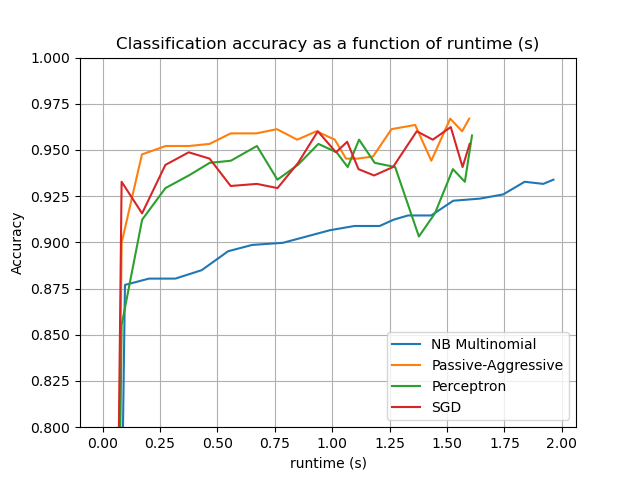 Classification accuracy as a function of runtime (s)
1.000
0.975
0.950
0.925
0.900
0.875
0.850
0.825
0.800
Accuracy
NB Multinomial
Passive-Aggressive
Perceptron
SGD
0.00 0.25 0.50 0.75 1.00 1.25 1.50 1.75 2.00
runtime (s)